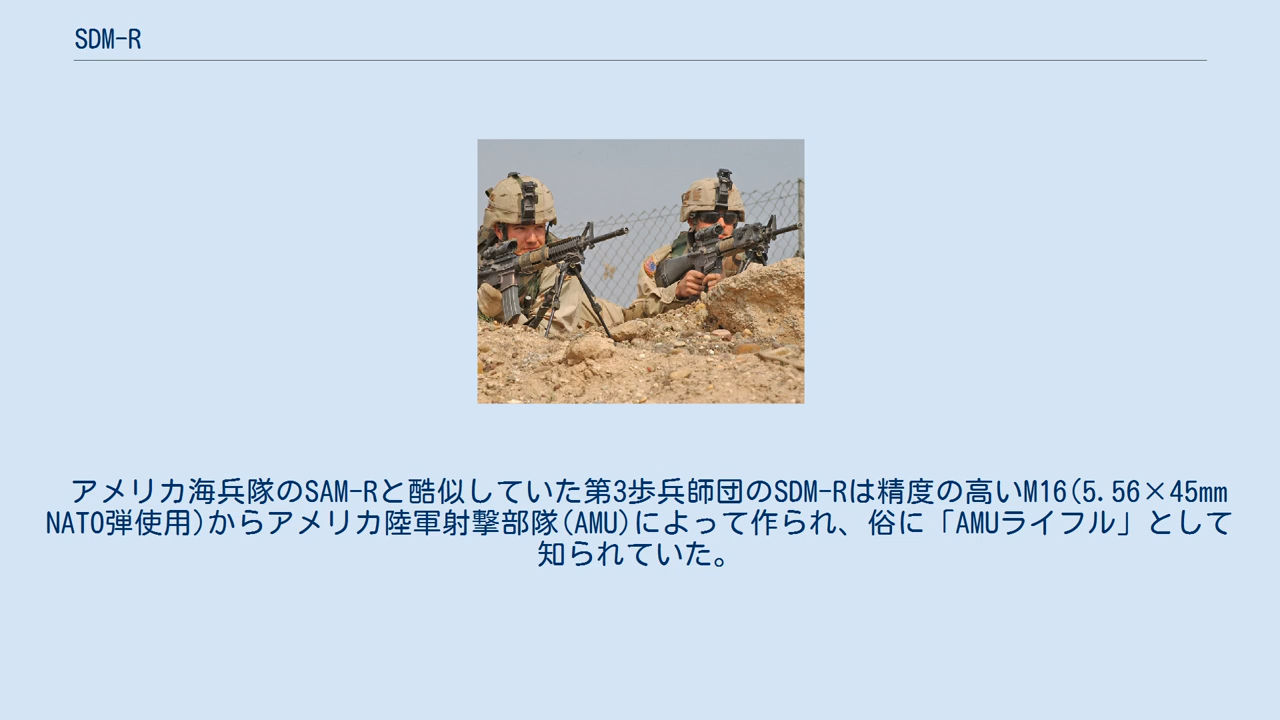 SDM-R
アメリカ海兵隊のSAM-Rと酷似していた第3歩兵師団のSDM-Rは精度の高いM16(5.56×45mm
NATO弾使用)からアメリカ陸軍射撃部隊(AMU)によって作られ、俗に「AMUライフル」として
知られていた。